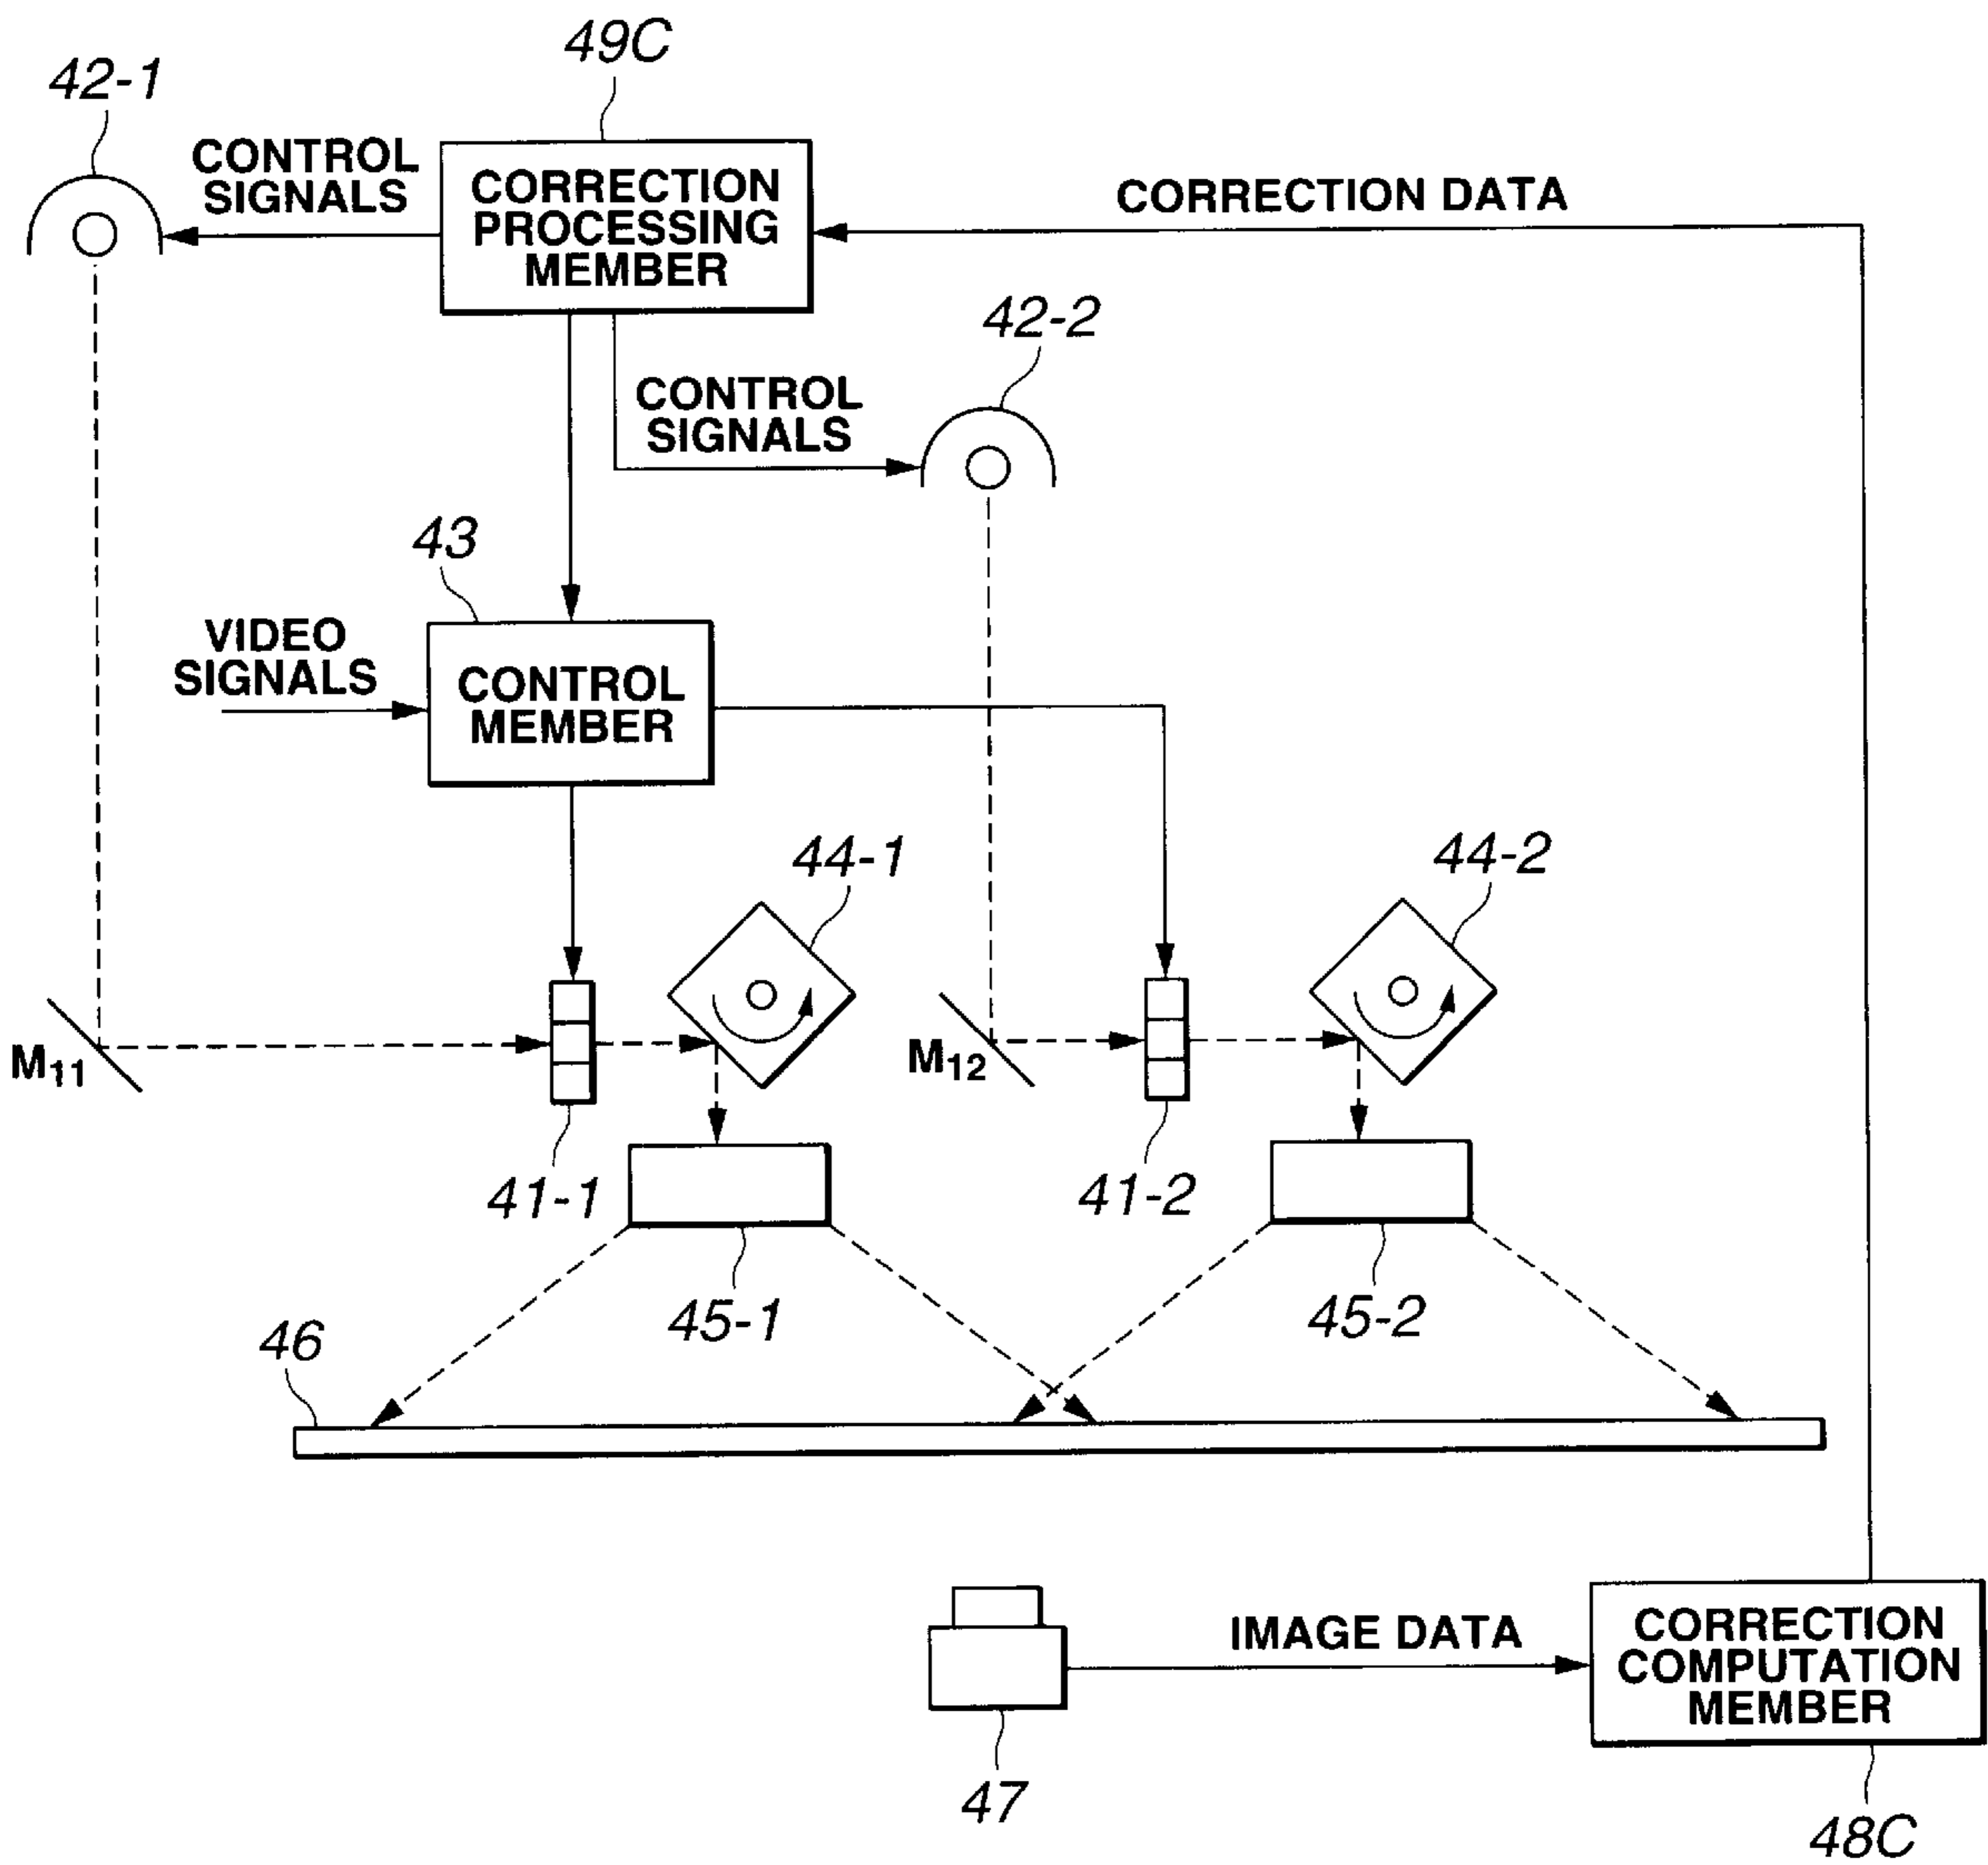 49C
42-1
CONTROL
SIGNALS
CORRECTION
PROCESSING
MEMBER
CORRECTION DATA
42-2
CONTROL
SIGNALS
43
VIDEO
SIGNALS
CONTROL
MEMBER
44-1
44-2
M11
M12
41-1
41-2
45-1
45-2
46
IMAGE DATA
CORRECTION
COMPUTATION
MEMBER
47
48C